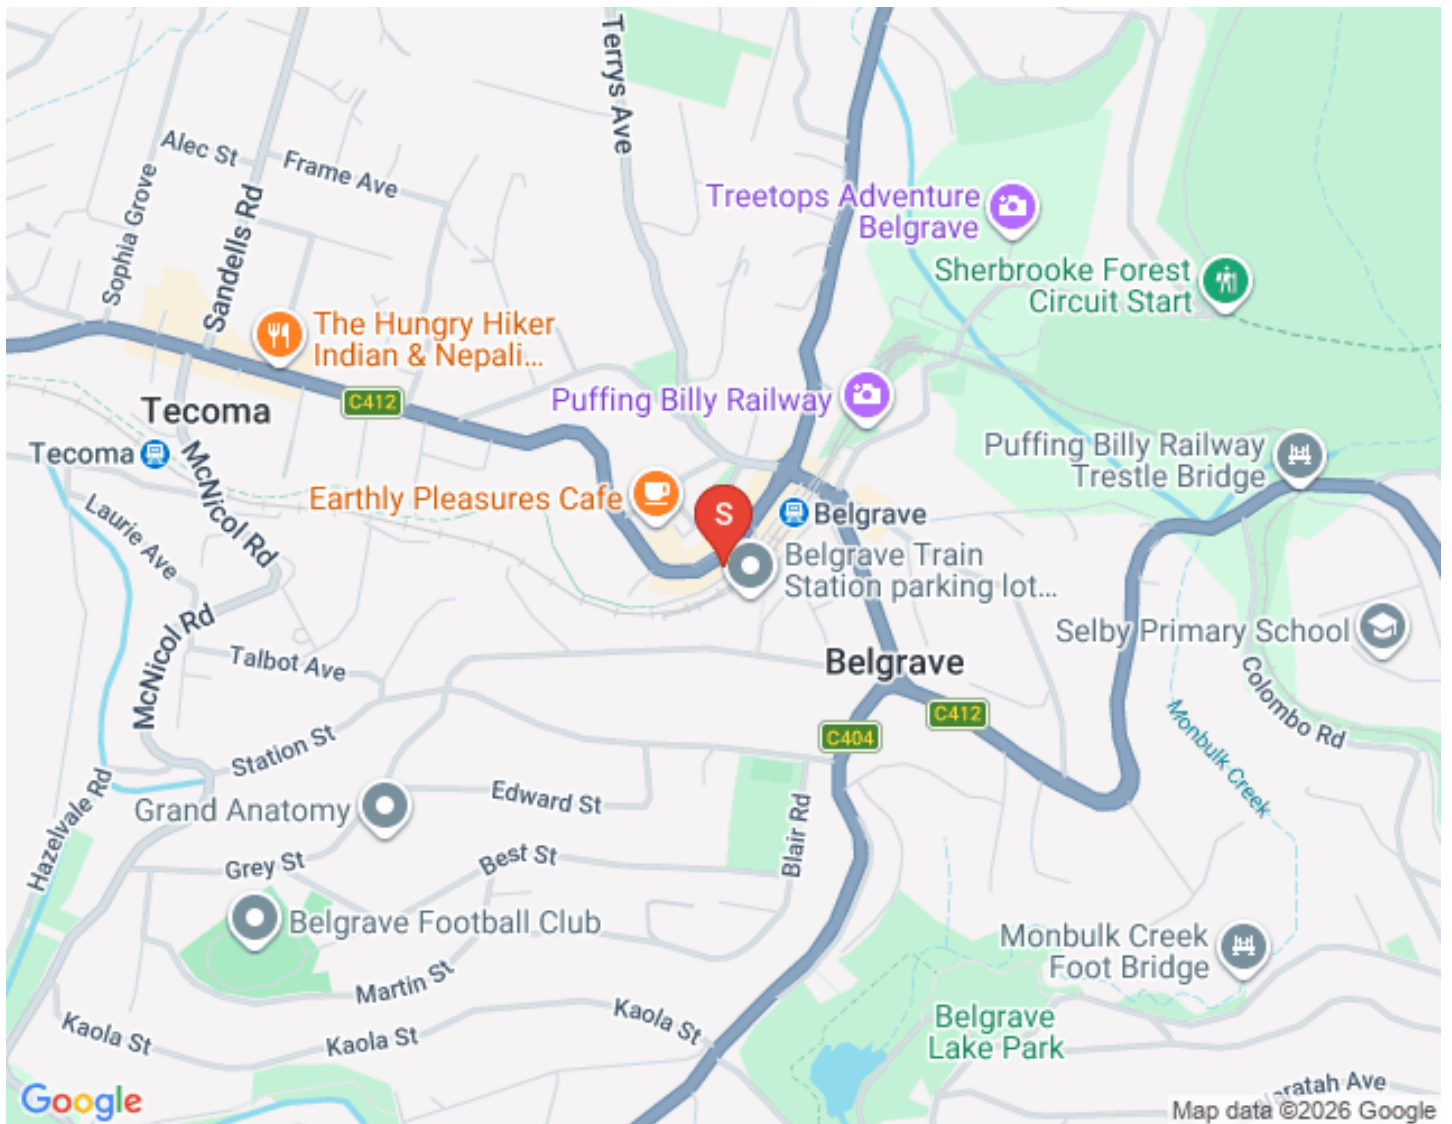 Terrys Ave
Alec St
Frame Ave
Sophia Grove
Sandells Rd
Treetops Adventure
Belgrave
Sherbrooke Forest
Circuit Start
The Hungry Hiker
Indian & Nepali...
C412
Tecoma
Puffing Billy Railway
Tecoma
McNicol Rd
Puffing Billy Railway
Trestle Bridge
Earthly Pleasures Cafe
S
Belgrave
Laurie Ave
Belgrave Train
Station parking lot...
McNicol Rd
Talbot Ave
Selby Primary School
Belgrave
Colombo Rd
C412
C404
Station St
Monbulk Creek
Hazelvale Rd
Grand Anatomy
Edward St
Blair Rd
Grey St
Best St
Belgrave Football Club
Monbulk Creek
Foot Bridge
Martin St
Kaola St
Kaola St
Kaola St
Belgrave
Lake Park
Google
Map data ©2026 Google